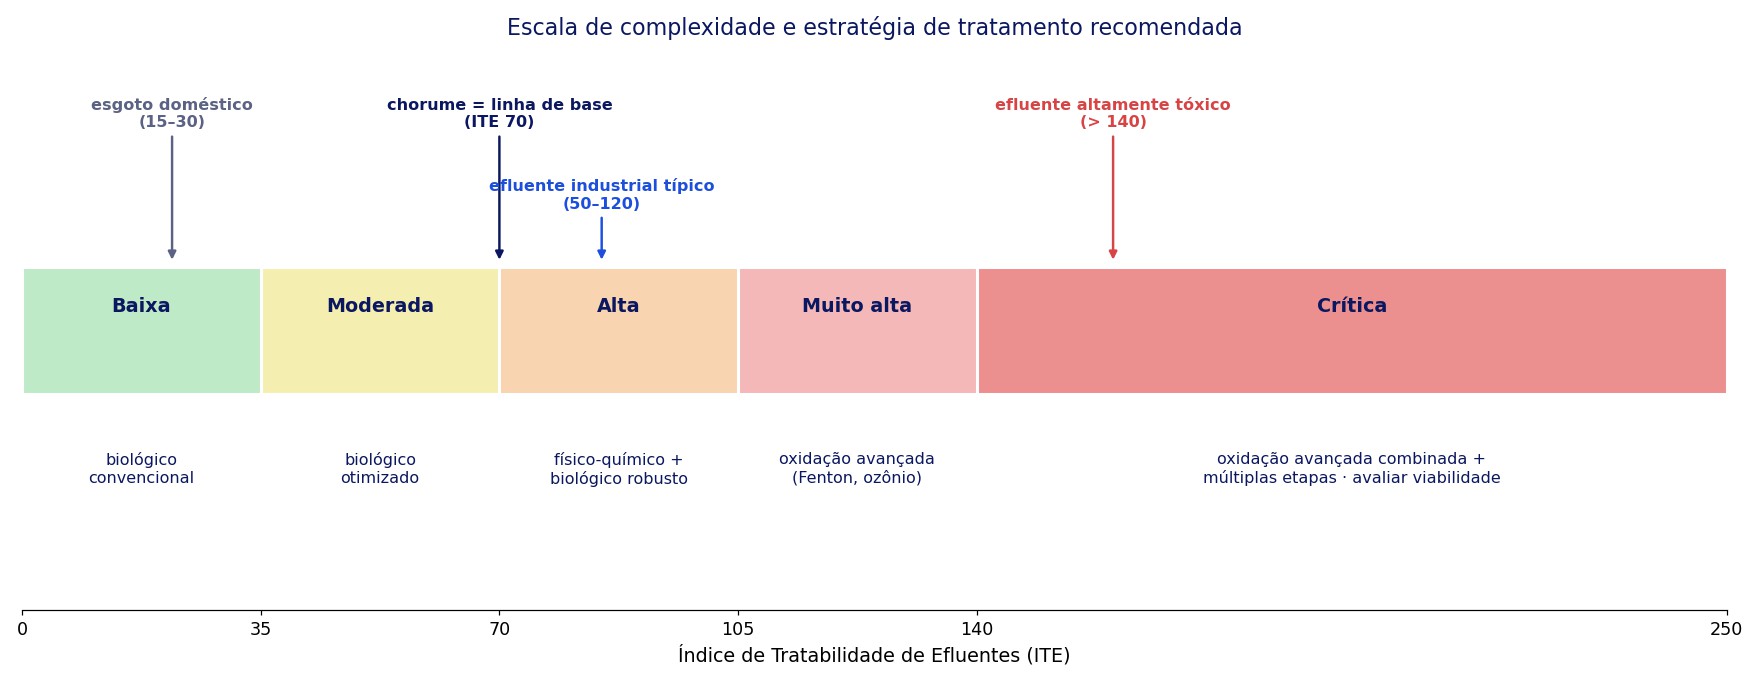 Escala de complexidade e estratégia de tratamento recomendada
esgoto doméstico
(15–30)
chorume = linha de base
(ITE 70)
efluente altamente tóxico
(> 140)
efluente industrial típico
(50–120)
Baixa
Moderada
Alta
Muito alta
Crítica
biológico
convencional
biológico
otimizado
físico-químico +
biológico robusto
oxidação avançada
(Fenton, ozônio)
oxidação avançada combinada +
múltiplas etapas · avaliar viabilidade
0 35 70 105 140 250
Índice de Tratabilidade de Efluentes (ITE)